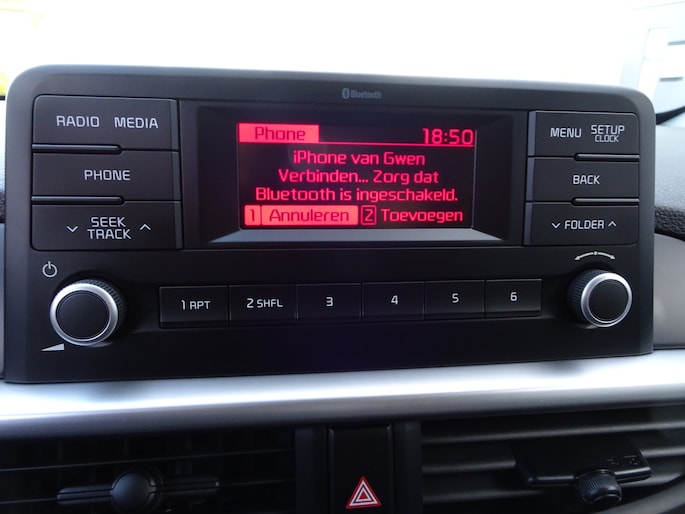 Bluetooth
RADIO MEDIA
PHONE
SEEK
TRACK
Phone 18:50
iPhone van Gwen
Verbinden... Zorg dat
Bluetooth is ingeschakeld.
1 Annuleren 2 Toevoegen
MENU SETUP
CLOCK
BACK
FOLDER
1 RPT 2 SHFL 3 4 5 6